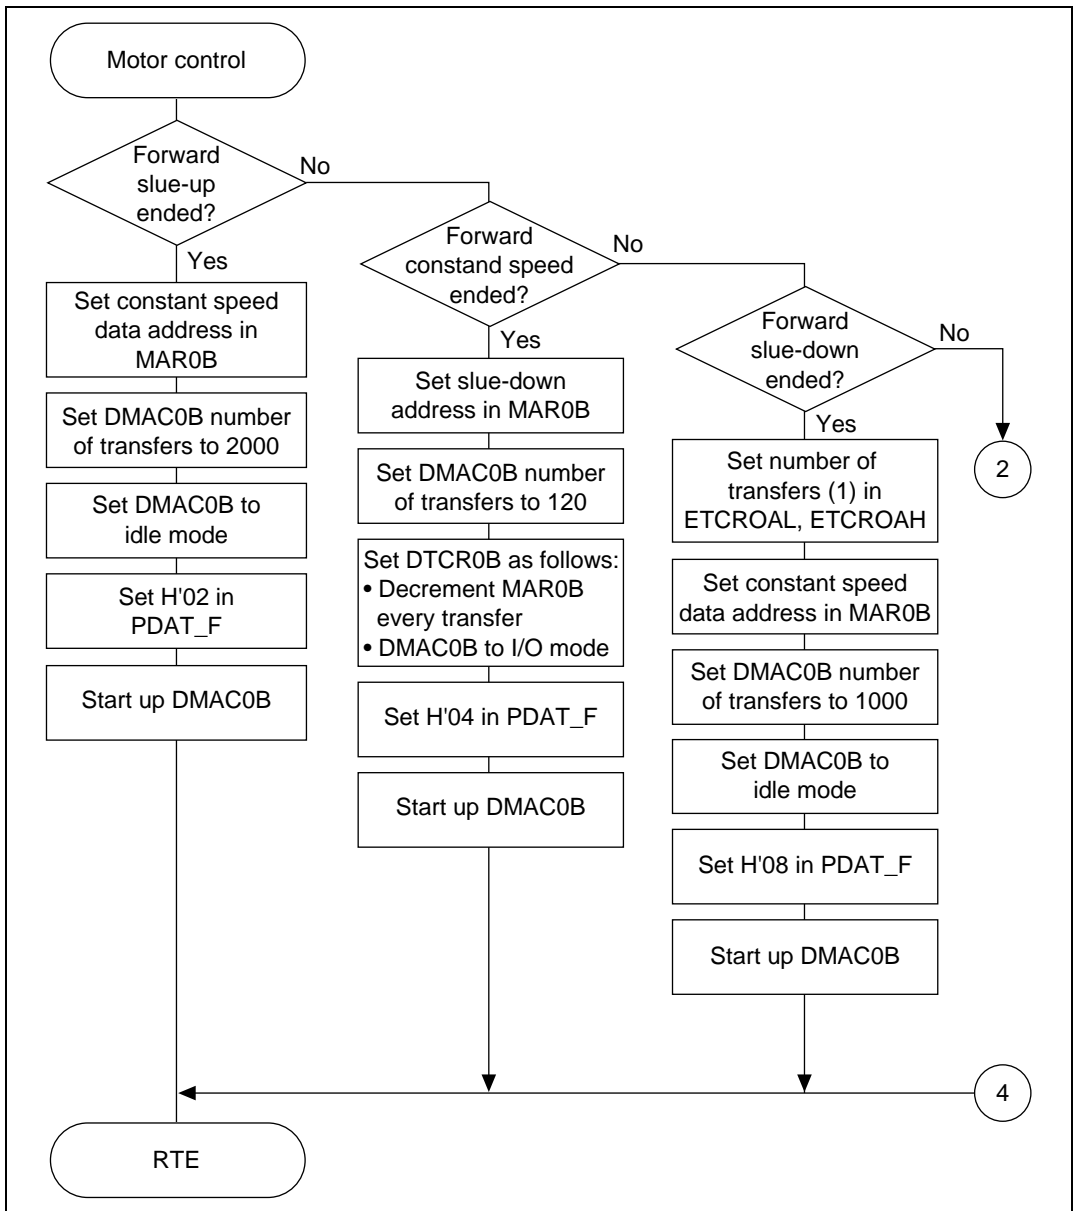 Motor control
Forward
slue-up
ended?
No
Yes
Set constant speed
data address in
MAR0B
Set DMAC0B number
of transfers to 2000
Set DMAC0B to
idle mode
Set H'02 in
PDAT_F
Start up DMAC0B
Forward
constand speed
ended?
No
Yes
Set slue-down
address in MAR0B
Set DMAC0B number
of transfers to 120
Set DTCR0B as follows:
• Decrement MAR0B
every transfer
• DMAC0B to I/O mode
Set H'04 in PDAT_F
Start up DMAC0B
Forward
slue-down
ended?
No
2
Yes
Set number of
transfers (1) in
ETCROAL, ETCROAH
Set constant speed
data address in MAR0B
Set DMAC0B number
of transfers to 1000
Set DMAC0B to
idle mode
Set H'08 in PDAT_F
Start up DMAC0B
4
RTE